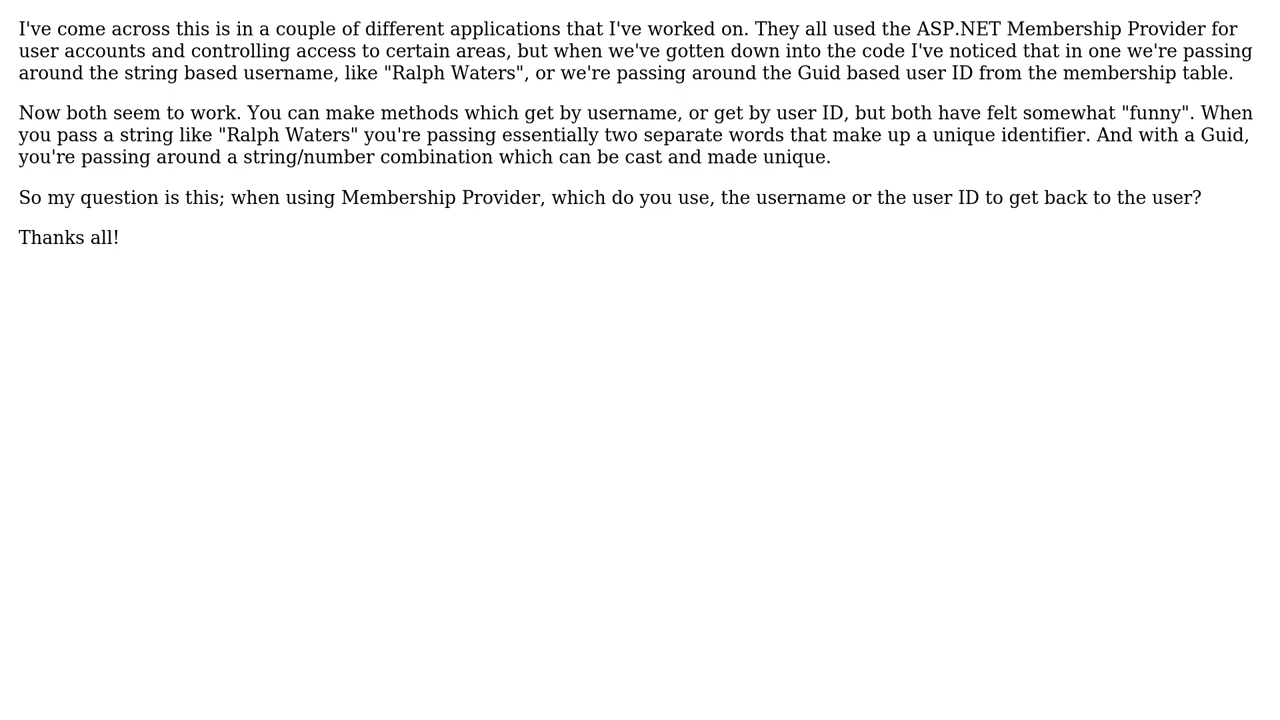 I've come across this is in a couple of different applications that I've worked on. They all used the ASP.NET Membership Provider for
user accounts and controlling access to certain areas, but when we've gotten down into the code I've noticed that in one we're passing
around the string based username, like "Ralph Waters", or we're passing around the Guid based user ID from the membership table.
Now both seem to work. You can make methods which get by username, or get by user ID, but both have felt somewhat "funny". When
you pass a string like "Ralph Waters" you're passing essentially two separate words that make up a unique identifier. And with a Guid,
you're passing around a string/number combination which can be cast and made unique.
So my question is this; when using Membership Provider, which do you use, the username or the user ID to get back to the user?
Thanks all!